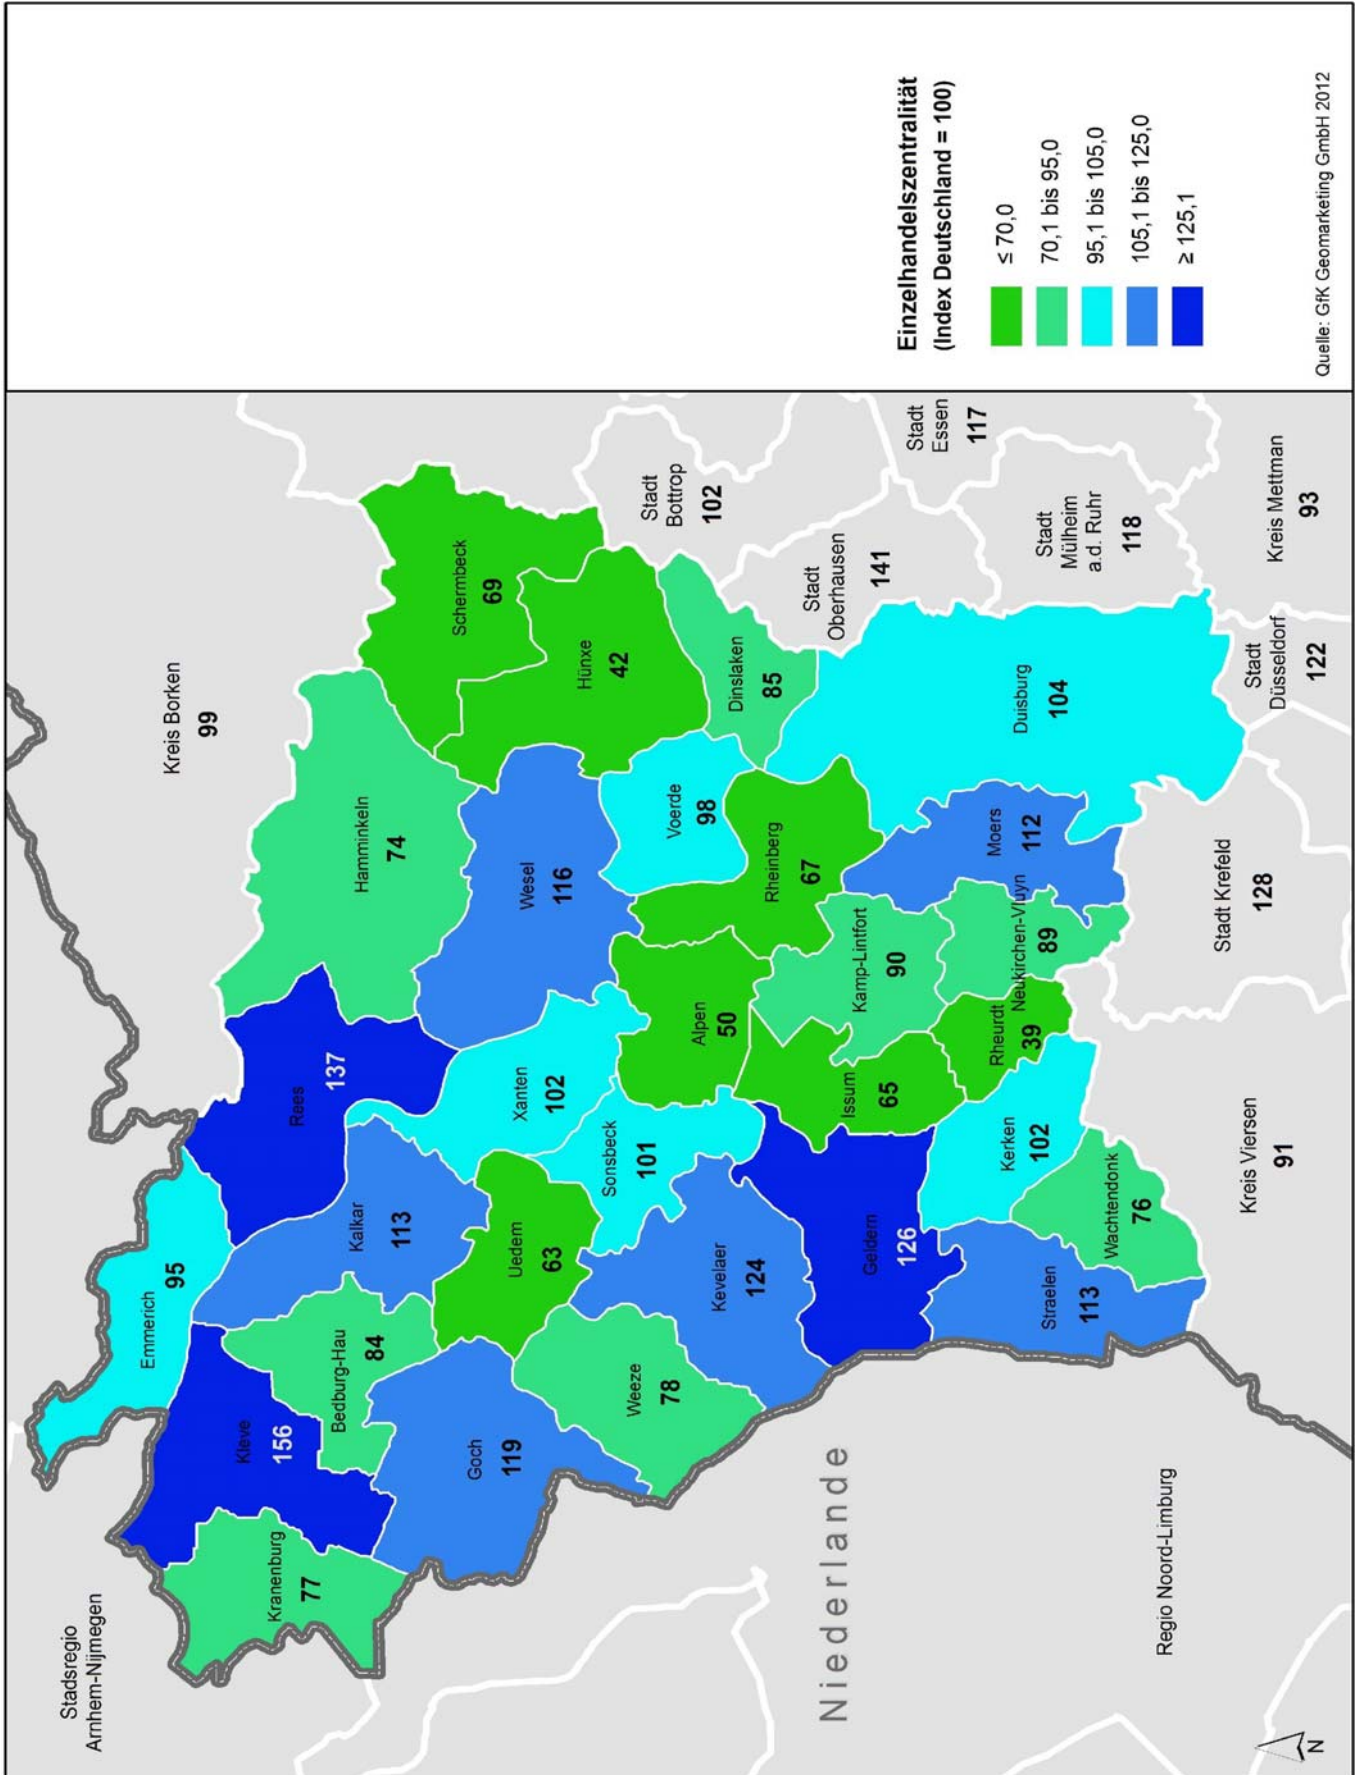 Stadsregio
Arnhem-Nijmegen
Kranenburg
77
Kleve
156
Emmerich
95
Bedburg-Hau
84
Goch
119
Kalkar
113
Rees
137
Uedem
63
Weeze
78
Kevelaer
124
Xanten
102
Sonsbeck
101
Hamminkeln
74
Kreis Borken
99
Wesel
116
Schermbeck
69
Hünxe
42
Voerde
98
Dinslaken
85
Alpen
50
Rheinberg
67
Geldern
126
Issum
65
Kamp-Lintfort
90
Straelen
113
Kerken
102
Wachtendonk
76
Rheurdt
39
Neukirchen-Vluyn
89
Moers
112
Duisburg
104
Stadt
Bottrop
102
Stadt
Oberhausen
141
Stadt
Essen
117
Stadt
Mülheim
a.d. Ruhr
118
Kreis Mettman
93
Stadt
Düsseldorf
122
Stadt Krefeld
128
Kreis Viersen
91
Niederlande
Regio Noord-Limburg
N
Einzelhandelszentralität
(Index Deutschland = 100)
≤ 70,0
70,1 bis 95,0
95,1 bis 105,0
105,1 bis 125,0
≥ 125,1
Quelle: GfK Geomarketing GmbH 2012